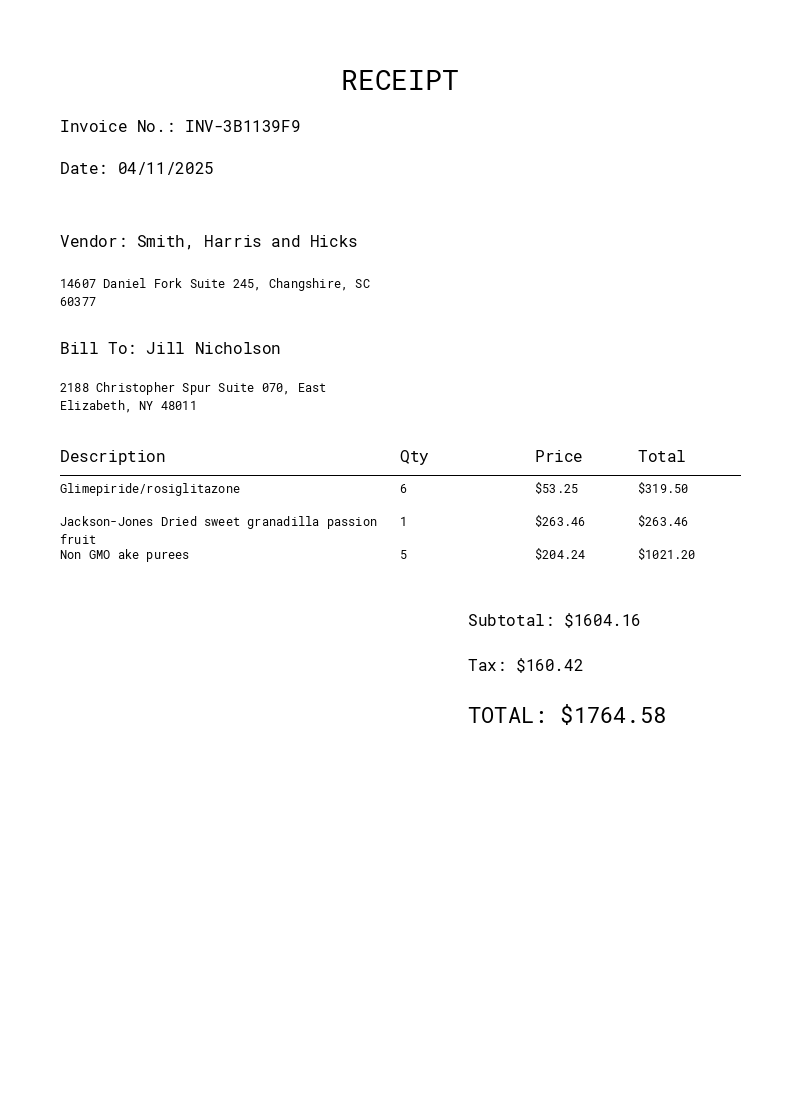 RECEIPT
Invoice No.: INV-3B1139F9
Date: 04/11/2025
Vendor: Smith, Harris and Hicks
14607 Daniel Fork Suite 245, Changshire, SC
60377
Bill To: Jill Nicholson
2188 Christopher Spur Suite 070, East
Elizabeth, NY 48011
Description Qty Price Total
Glimepiride/rosiglitazone 6 $53.25 $319.50
Jackson-Jones Dried sweet granadilla passion 1 $263.46 $263.46
fruit
Non GMO ake purees 5 $204.24 $1021.20
Subtotal: $1604.16
Tax: $160.42
TOTAL: $1764.58